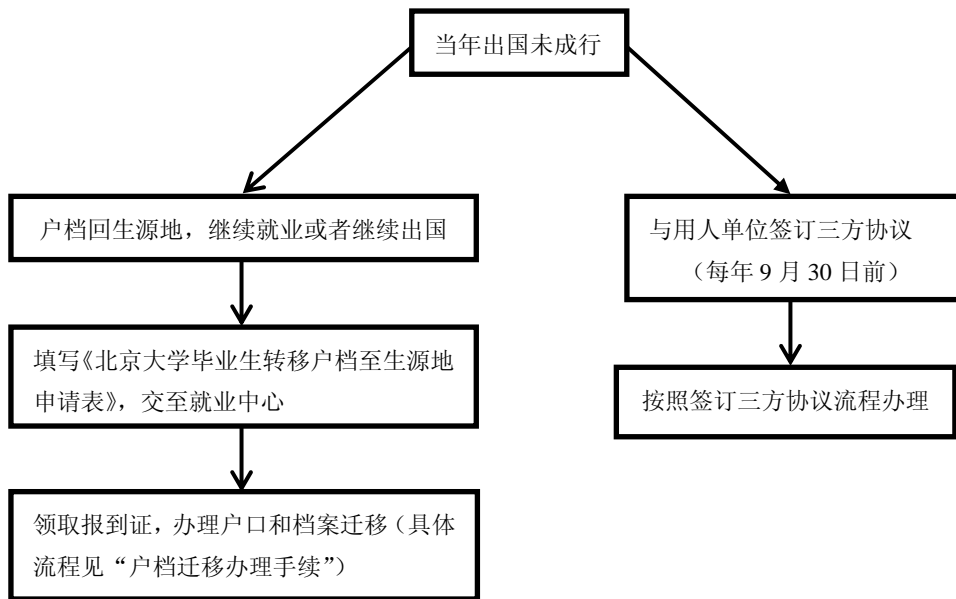 当年出国未成行
户档回生源地，继续就业或者继续出国
填写《北京大学毕业生转移户档至生源地
申请表》，交至就业中心
领取报到证，办理户口和档案迁移（具体
流程见“户档迁移办理手续”）
与用人单位签订三方协议
（每年 9 月 30 日前）
按照签订三方协议流程办理